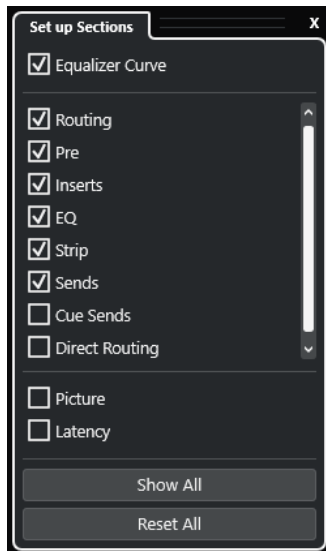 Set up Sections
X
Equalizer Curve
Routing
Pre
Inserts
EQ
Strip
Sends
Cue Sends
Direct Routing
Picture
Latency
Show All
Reset All